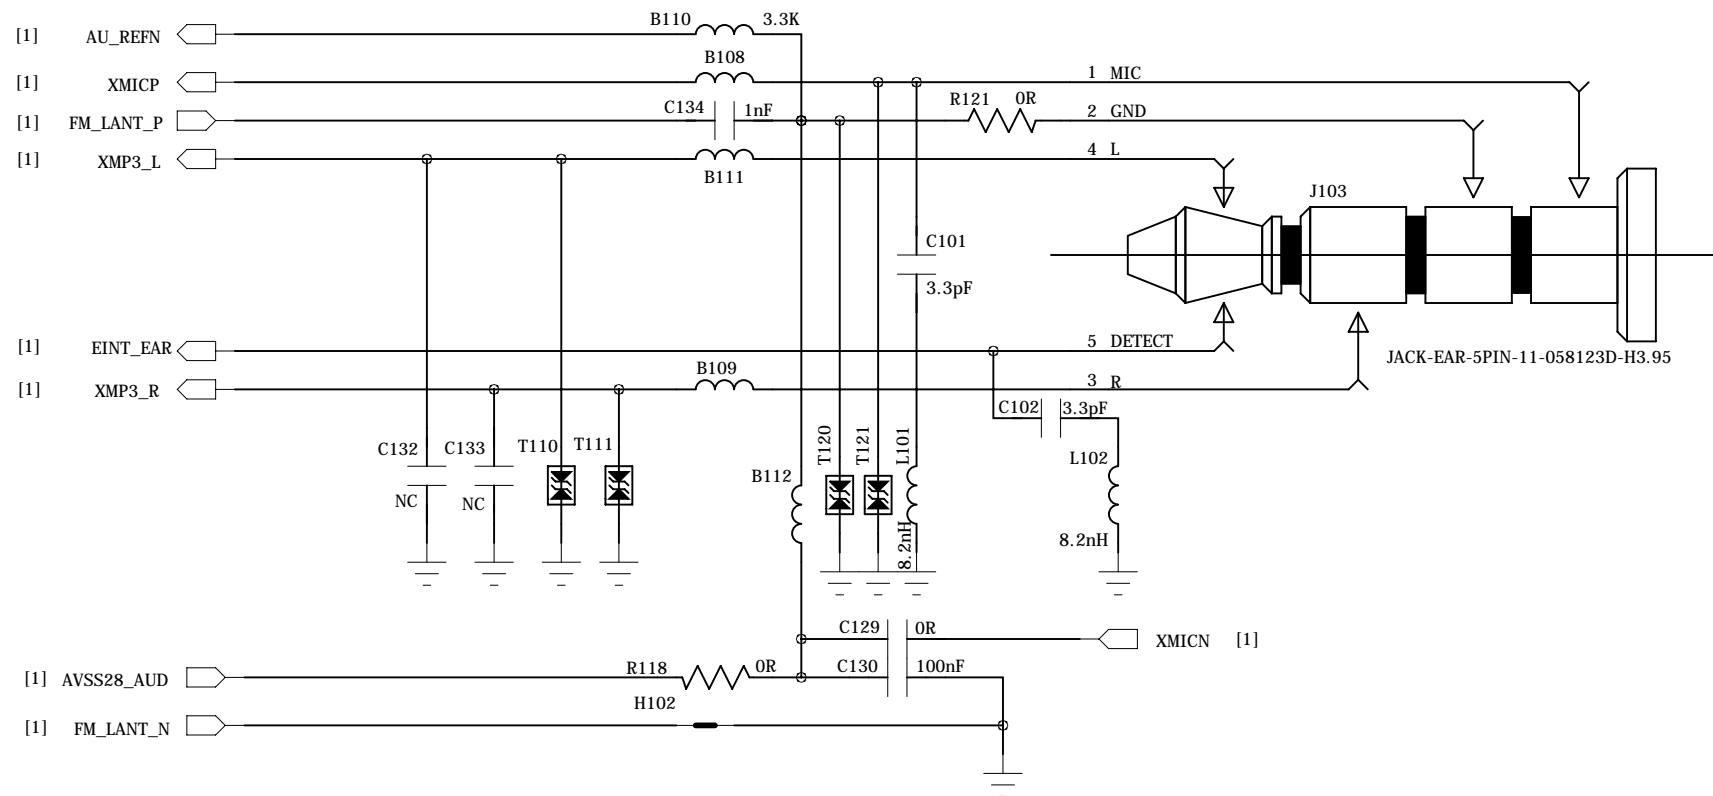 B110 3.3K
[1] AU_REFN
B108
[1] XMICP 1 MIC
C134 1nF R121 0R 2 GND
[1] FM_LANT_P
[1] XMP3_L 4 L
B111
J103
C101
3.3pF
[1] EINT_EAR 5 DETECT
JACK-EAR-5PIN-11-058123D-H3.95
B109
[1] XMP3_R 3 R
C102 3.3pF
C132 C133 T110 T111 T120 T121 L101
L102
B112
NC NC
8.2nH 8.2nH
C129 0R
XMICN [1]
R118 0R C130 100nF
[1] AVSS28_AUD
H102
[1] FM_LANT_N